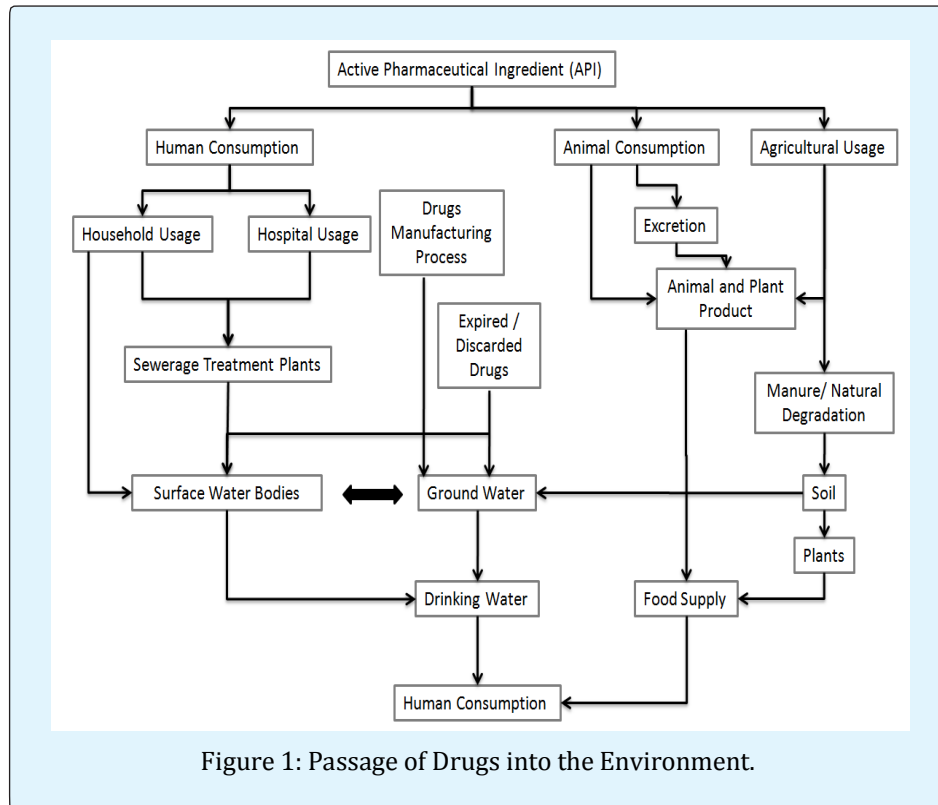 Active Pharmaceutical Ingredient (API)
Human Consumption
Animal Consumption
Agricultural Usage
Household Usage
Hospital Usage
Drugs
Manufacturing
Process
Excretion
Animal and Plant
Product
Expired /
Discarded
Drugs
Sewerage Treatment Plants
Manure/ Natural
Degradation
Surface Water Bodies
Ground Water
Soil
Plants
Drinking Water
Food Supply
Human Consumption
Figure 1: Passage of Drugs into the Environment.